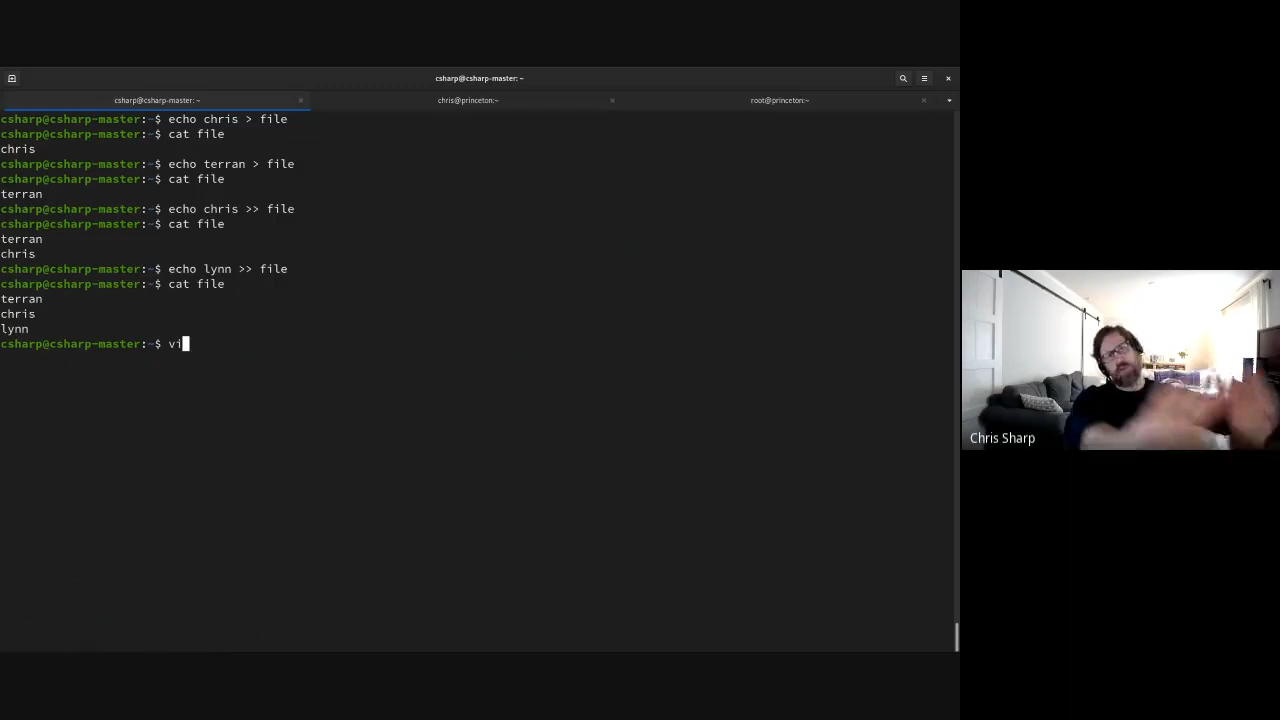 csharp@csharp-master: ~
csharp@csharp-master: ~
chris@princeton:~
root@princeton:~
csharp@csharp-master:~$ echo chris > file
csharp@csharp-master:~$ cat file
chris
csharp@csharp-master:~$ echo terran > file
csharp@csharp-master:~$ cat file
terran
csharp@csharp-master:~$ echo chris >> file
csharp@csharp-master:~$ cat file
terran
chris
csharp@csharp-master:~$ echo lynn >> file
csharp@csharp-master:~$ cat file
terran
chris
lynn
csharp@csharp-master:~$ vi
Chris Sharp